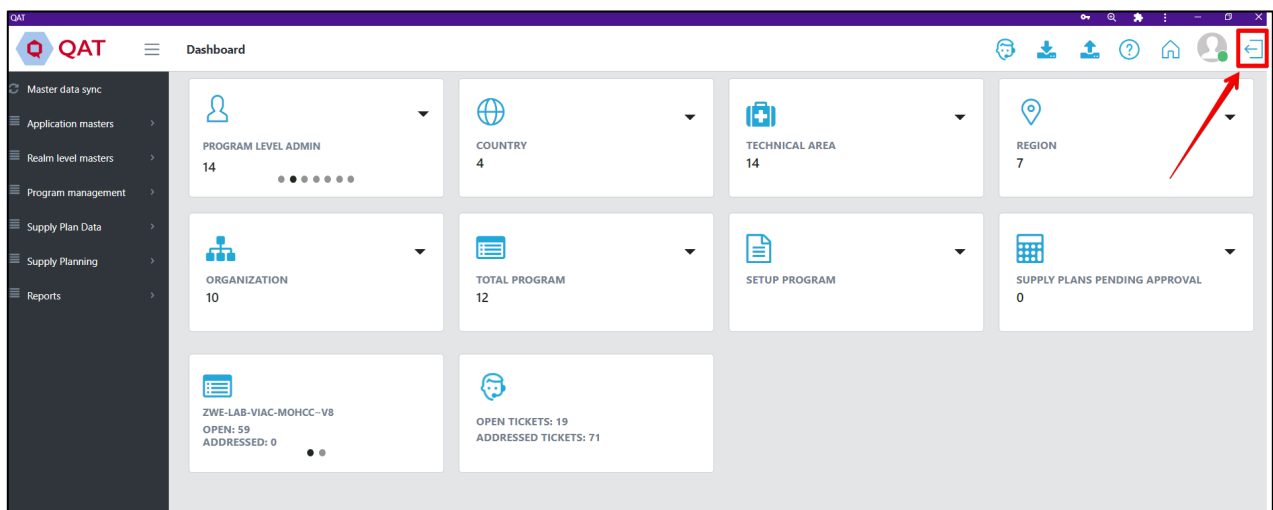 QAT
QAT
Dashboard
Master data sync
Application masters
Realm level masters
Program management
Supply Plan Data
Supply Planning
Reports
PROGRAM LEVEL ADMIN
14
COUNTRY
4
TECHNICAL AREA
14
REGION
7
ORGANIZATION
10
TOTAL PROGRAM
12
SETUP PROGRAM
SUPPLY PLANS PENDING APPROVAL
0
ZWE-LAB-VIAC-MOHCC~V8
OPEN: 59
ADDRESSED: 0
OPEN TICKETS: 19
ADDRESSED TICKETS: 71